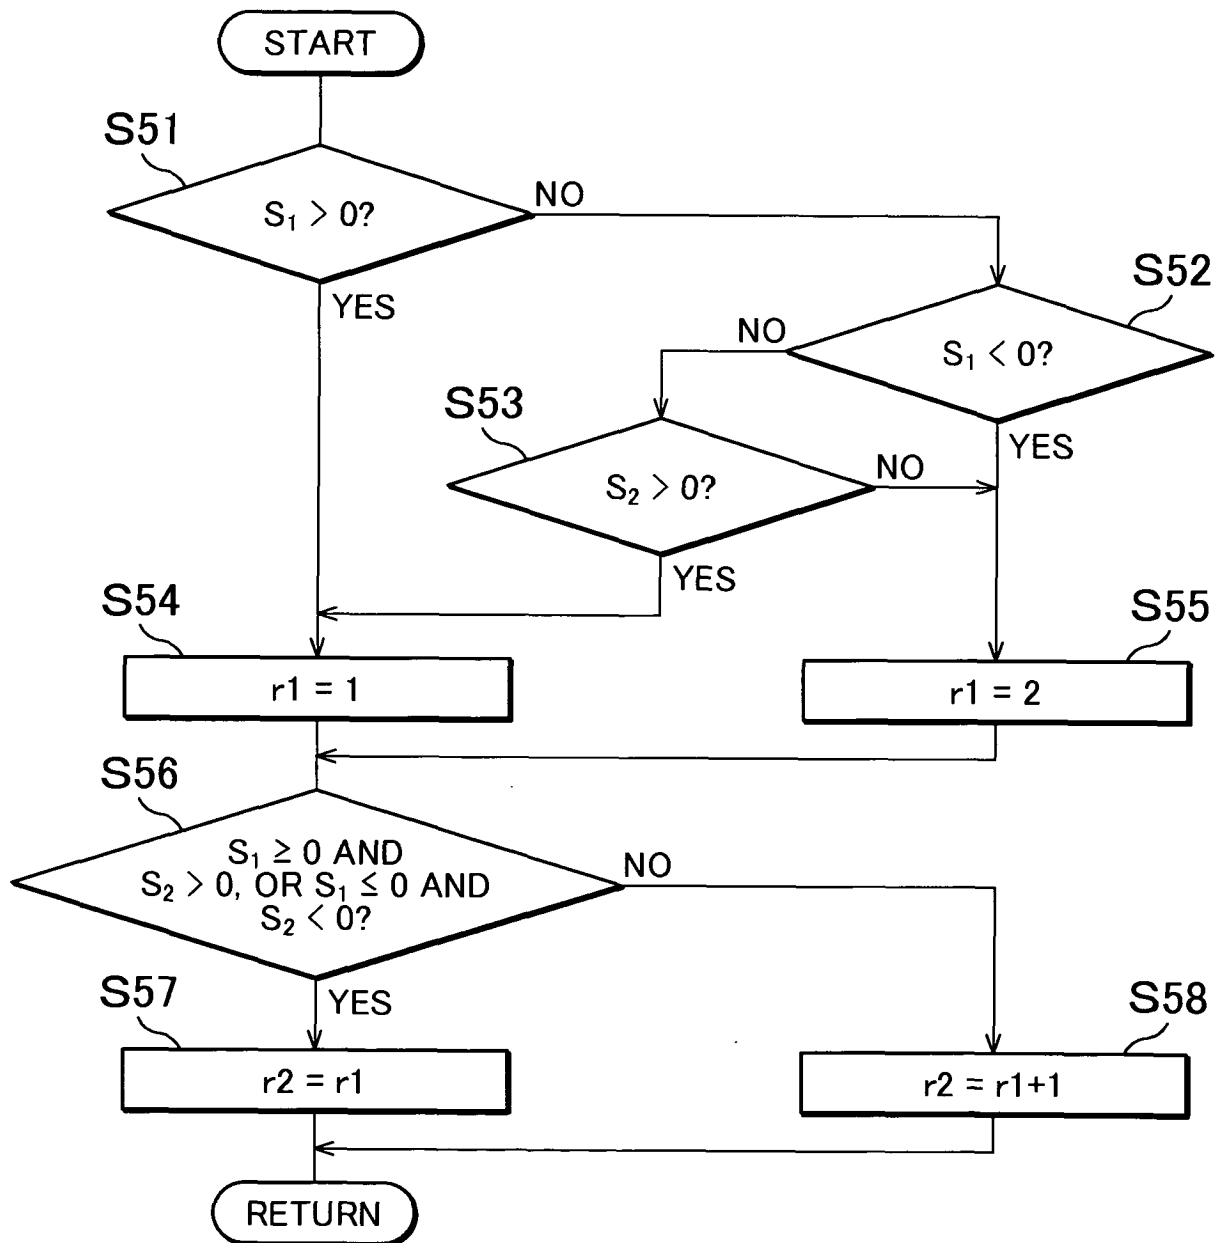 START
S51
S₁ > 0?
NO
YES
S52
S₁ < 0?
NO
YES
S53
S₂ > 0?
NO
YES
S54
r1 = 1
S55
r1 = 2
S56
S₁ ≥ 0 AND
S₂ > 0, OR S₁ ≤ 0 AND
S₂ < 0?
NO
YES
S57
r2 = r1
S58
r2 = r1+1
RETURN